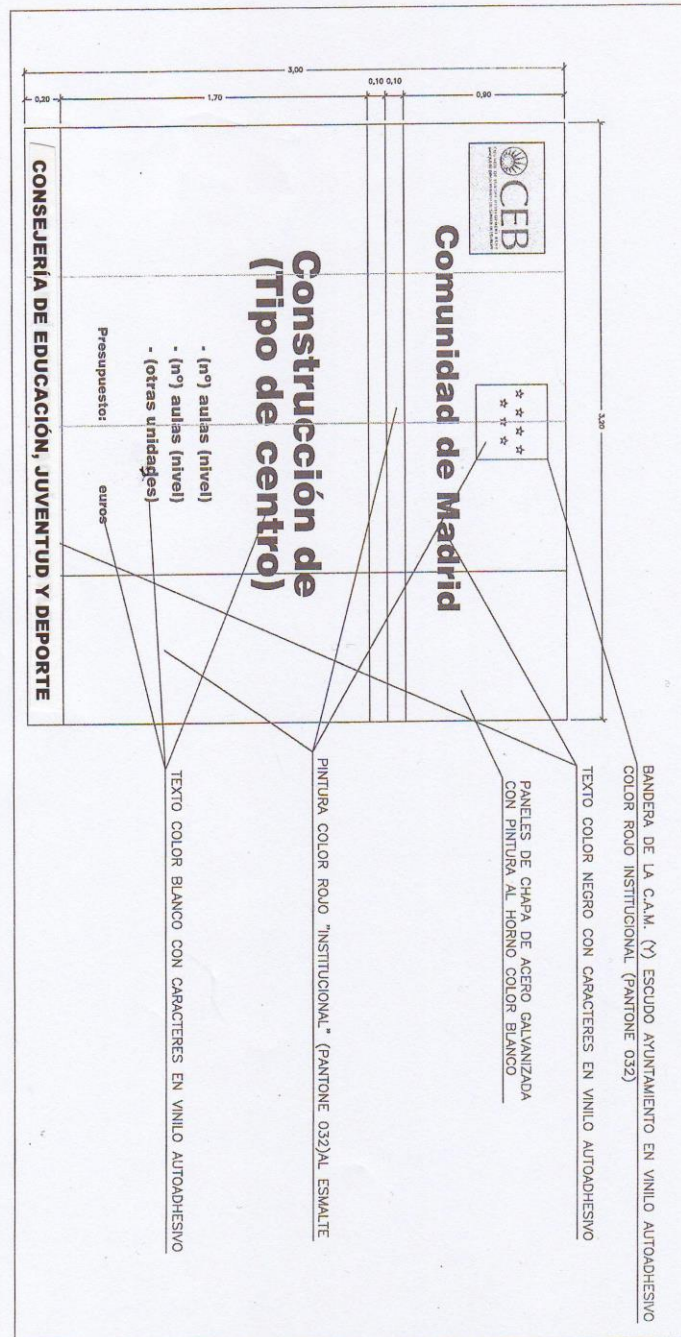 3,20
3,00
0,90
0,10
0,10
1,70
0,20
CEB
Comunidad de Madrid
Construcción de
(Tipo de centro)
- (nº) aulas (nivel)
- (nº) aulas (nivel)
- (otras unidades)
Presupuesto: euros
CONSEJERÍA DE EDUCACIÓN, JUVENTUD Y DEPORTE
BANDERA DE LA C.A.M. (Y) ESCUDO AYUNTAMIENTO EN VINILO AUTOADHESIVO
COLOR ROJO INSTITUCIONAL (PANTONE 032)
TEXTO COLOR NEGRO CON CARACTERES EN VINILO AUTOADHESIVO
PANELES DE CHAPA DE ACERO GALVANIZADA
CON PINTURA AL HORNO COLOR BLANCO
PINTURA COLOR ROJO "INSTITUCIONAL" (PANTONE 032)AL ESMALTE
TEXTO COLOR BLANCO CON CARACTERES EN VINILO AUTOADHESIVO